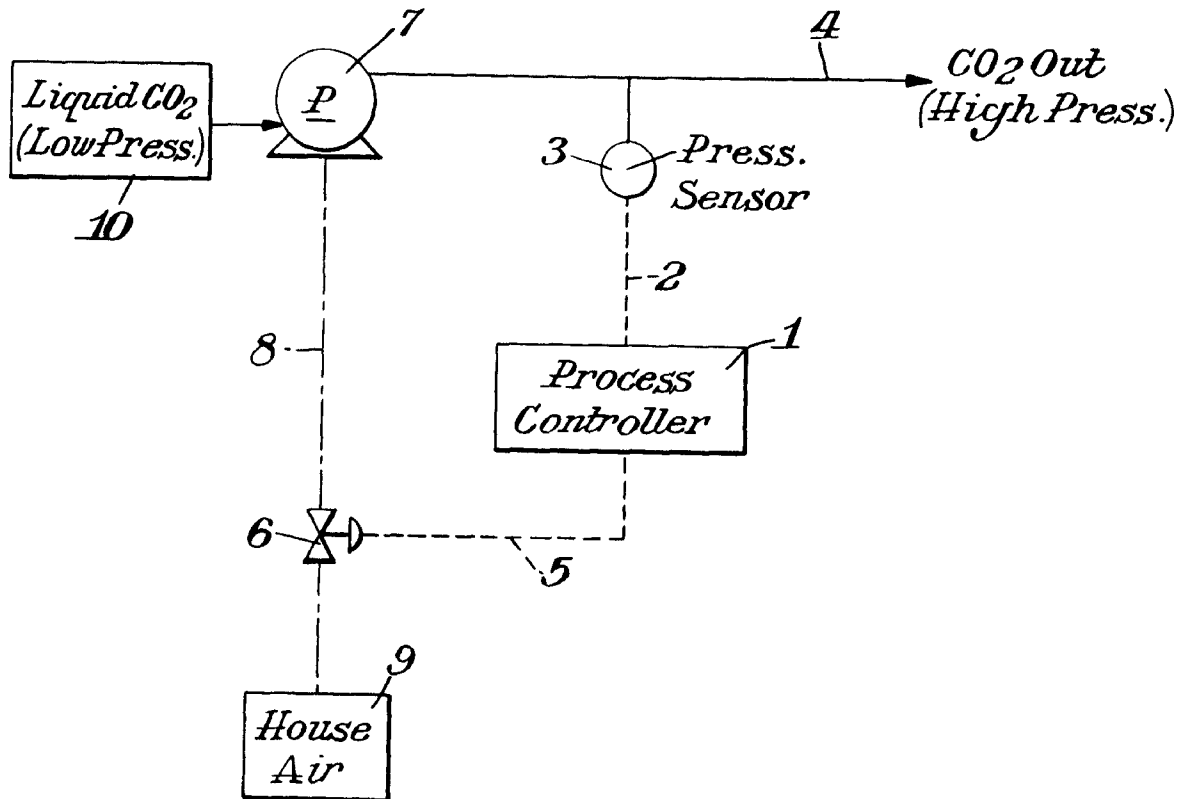 7
4
Liquid CO2
(Low Press.)
P
CO2 Out
(High Press.)
3
Press.
Sensor
10
2
8
1
Process
Controller
6
5
9
House
Air